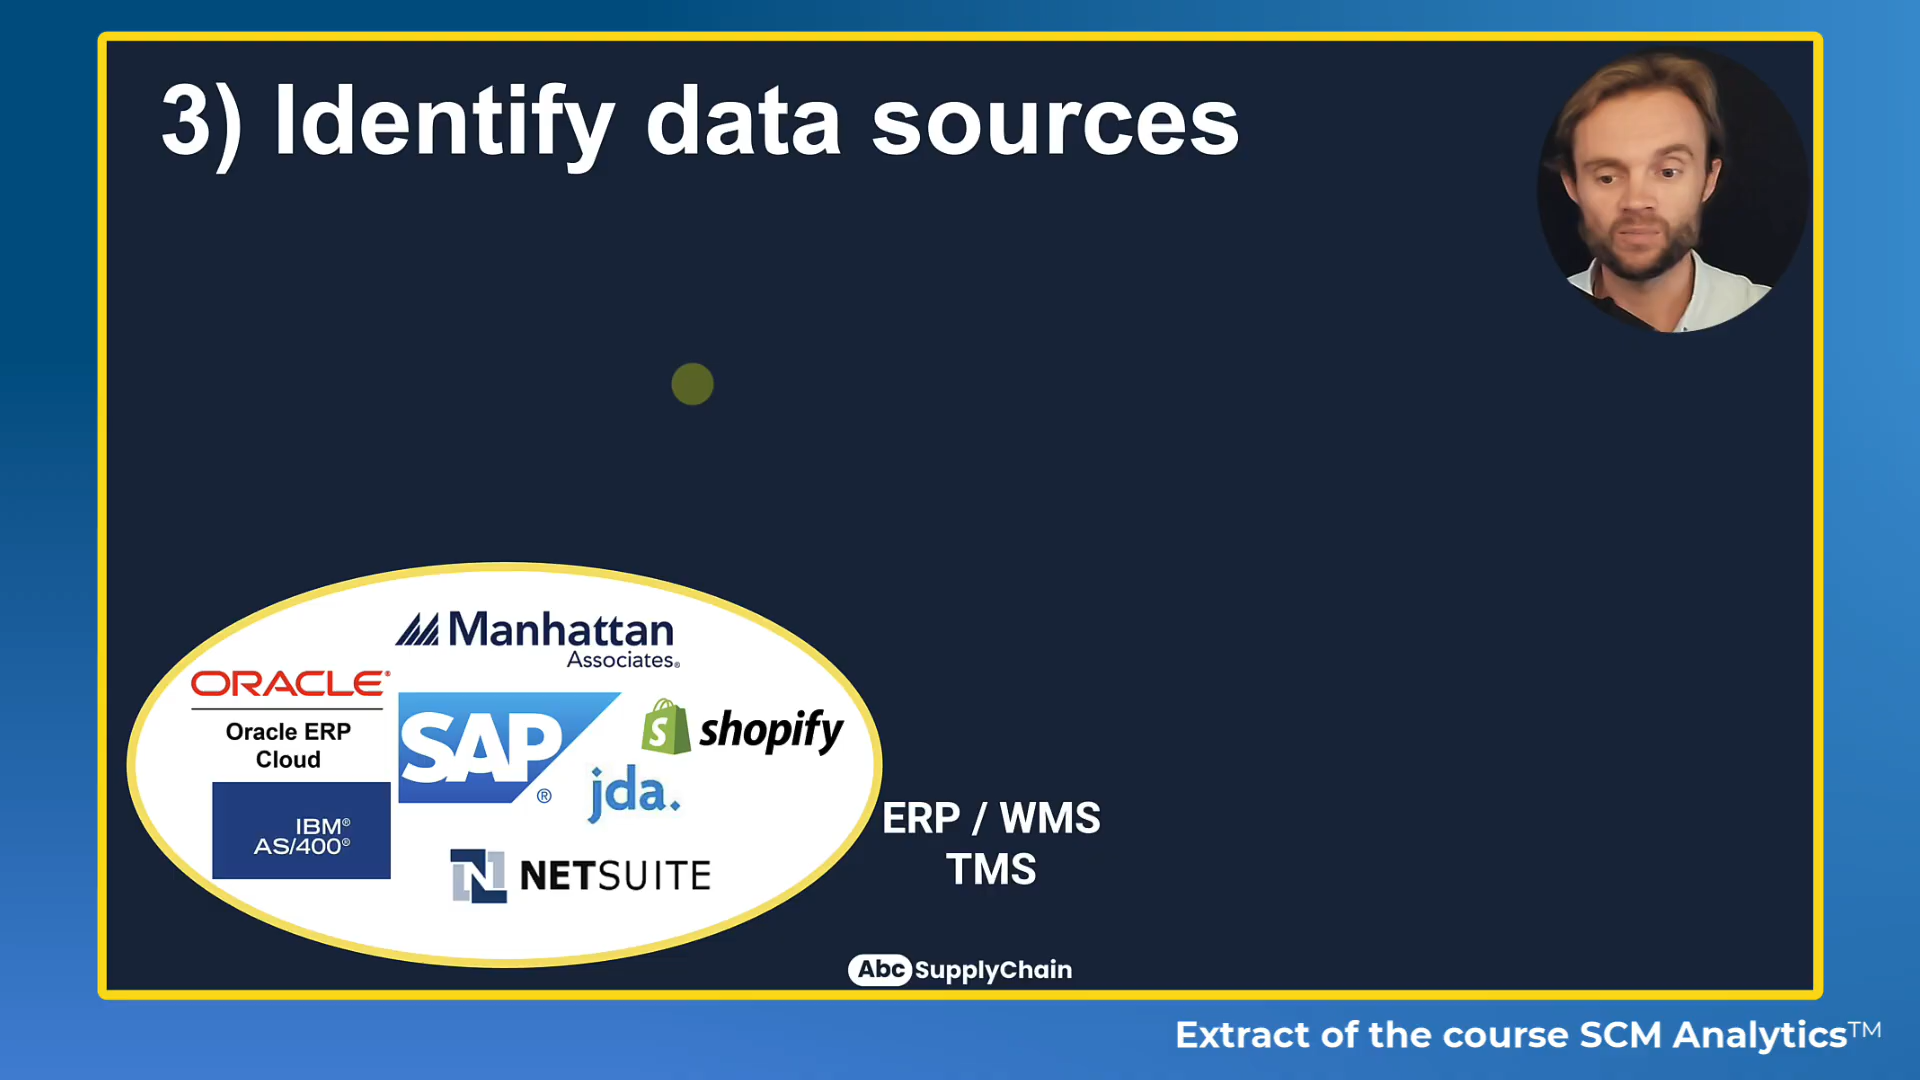 3) Identify data sources
Manhattan
Associates®
ORACLE®
Oracle ERP
Cloud
SAP®
shopify
jda.
IBM®
AS/400®
NETSUITE
ERP / WMS
TMS
Abc SupplyChain
Extract of the course SCM Analytics™